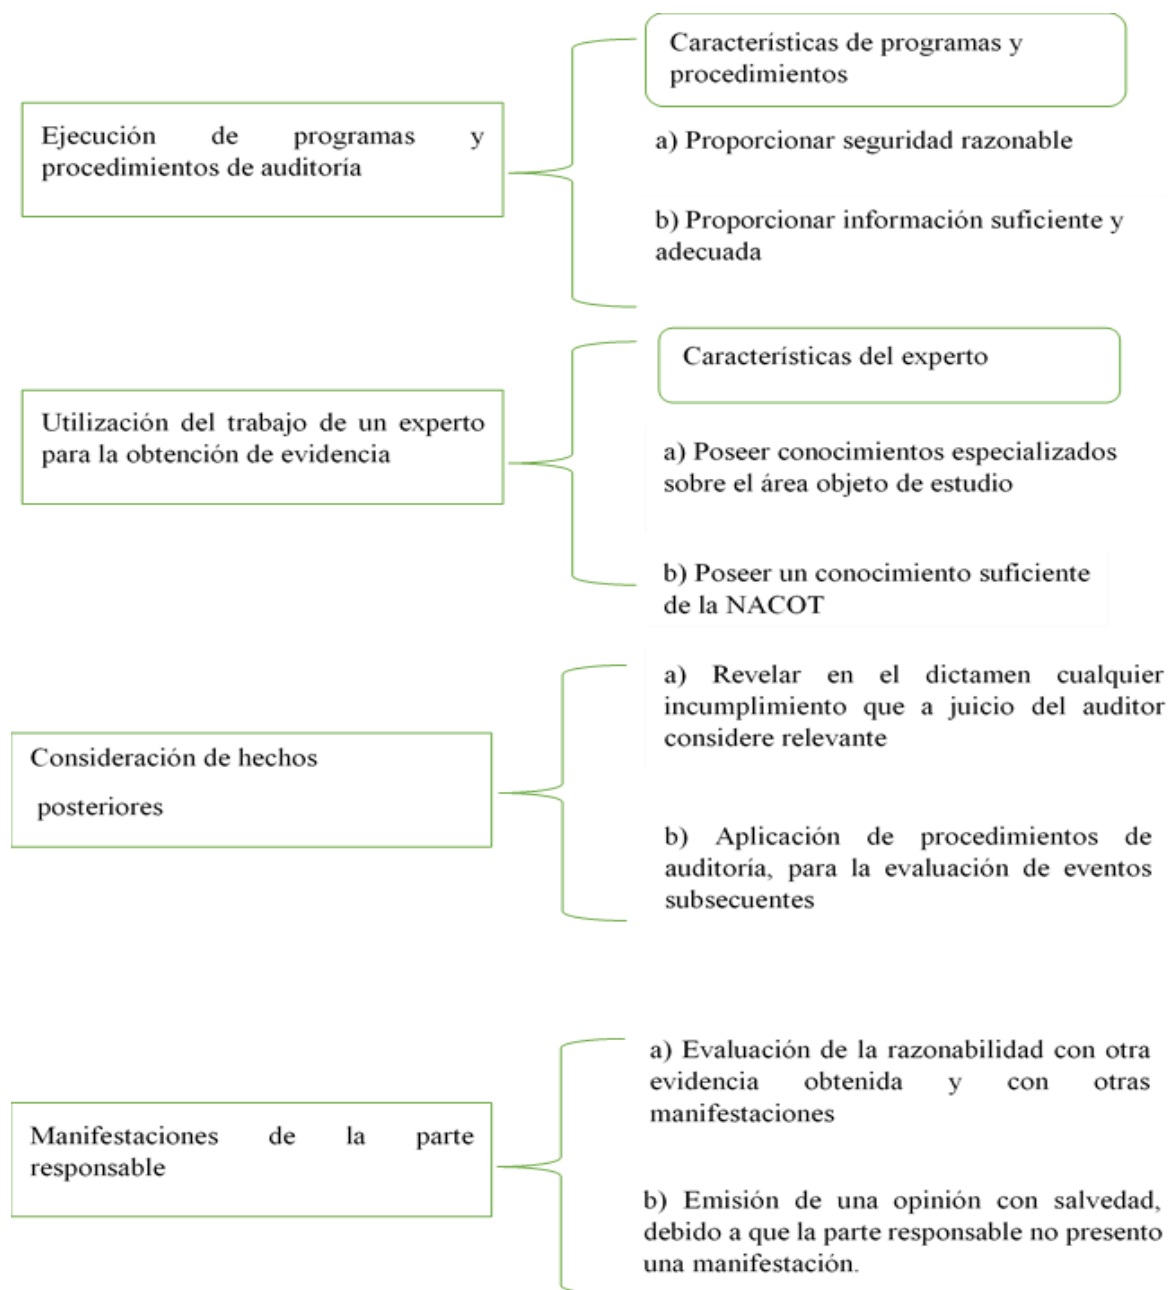 Características de programas y
procedimientos
Ejecución de programas y
procedimientos de auditoría
a) Proporcionar seguridad razonable
b) Proporcionar información suficiente y
adecuada
Características del experto
Utilización del trabajo de un experto
para la obtención de evidencia
a) Poseer conocimientos especializados
sobre el área objeto de estudio
b) Poseer un conocimiento suficiente
de la NACOT
a) Revelar en el dictamen cualquier
incumplimiento que a juicio del auditor
considere relevante
Consideración de hechos
posteriores
b) Aplicación de procedimientos de
auditoría, para la evaluación de eventos
subsecuentes
a) Evaluación de la razonabilidad con otra
evidencia obtenida y con otras
manifestaciones
Manifestaciones de la parte
responsable
b) Emisión de una opinión con salvedad,
debido a que la parte responsable no presento
una manifestación.